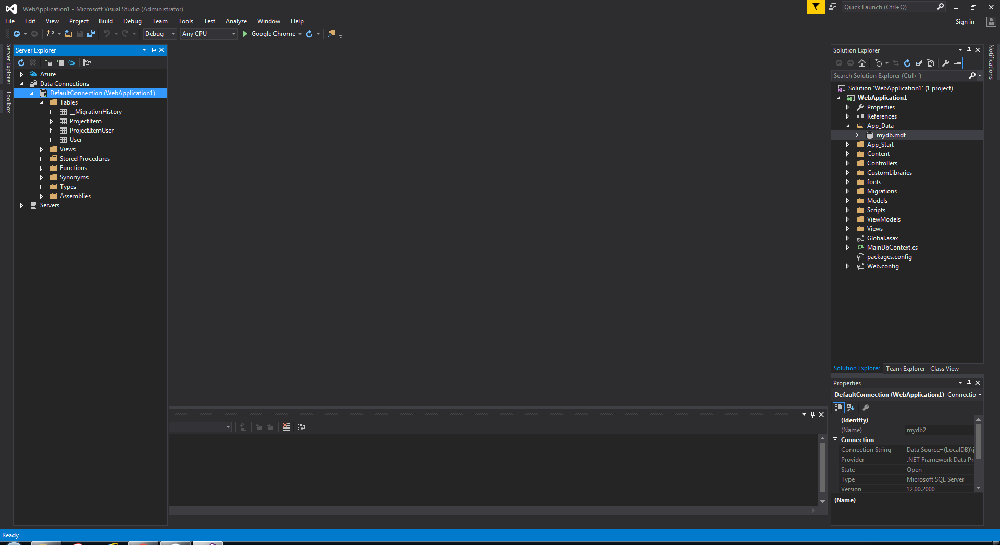 WebApplication1 - Microsoft Visual Studio (Administrator)
Quick Launch (Ctrl+Q)
File Edit View Project Build Debug Team Tools Test Analyze Window Help
Sign in
Debug Any CPU Google Chrome
Server Explorer
Toolbox
Server Explorer
Azure
Data Connections
DefaultConnection (WebApplication1)
Tables
__MigrationHistory
ProjectItem
ProjectItemUser
User
Views
Stored Procedures
Functions
Synonyms
Types
Assemblies
Servers
Solution Explorer
Search Solution Explorer (Ctrl+¨)
Solution 'WebApplication1' (1 project)
WebApplication1
Properties
References
App_Data
mydb.mdf
App_Start
Content
Controllers
CustomLibraries
fonts
Migrations
Models
Scripts
ViewModels
Views
Global.asax
C# MainDbContext.cs
packages.config
Web.config
Solution Explorer Team Explorer Class View
Properties
DefaultConnection (WebApplication1) Connectio
(Identity)
(Name) mydb2
Connection
Connection String Data Source=(LocalDB)\
Provider .NET Framework Data Pr
State Open
Type Microsoft SQL Server
Version 12.00.2000
(Name)
Notifications
Ready